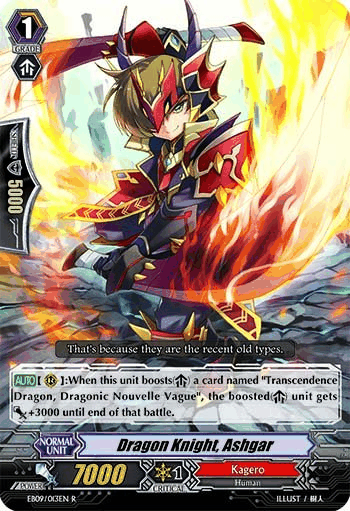 1
GRADE
SHIELD
5000
That's because they are the recent old types.
AUTO [ ]:When this unit boosts a card named "Transcendence
Dragon, Dragonic Nouvelle Vague", the boosted unit gets
+3000 until end of that battle.
NORMAL
UNIT
Dragon Knight, Ashgar
POWER
7000
1
CRITICAL
Kagero
Human
EB09/013EN R
ILLUST / 樹人